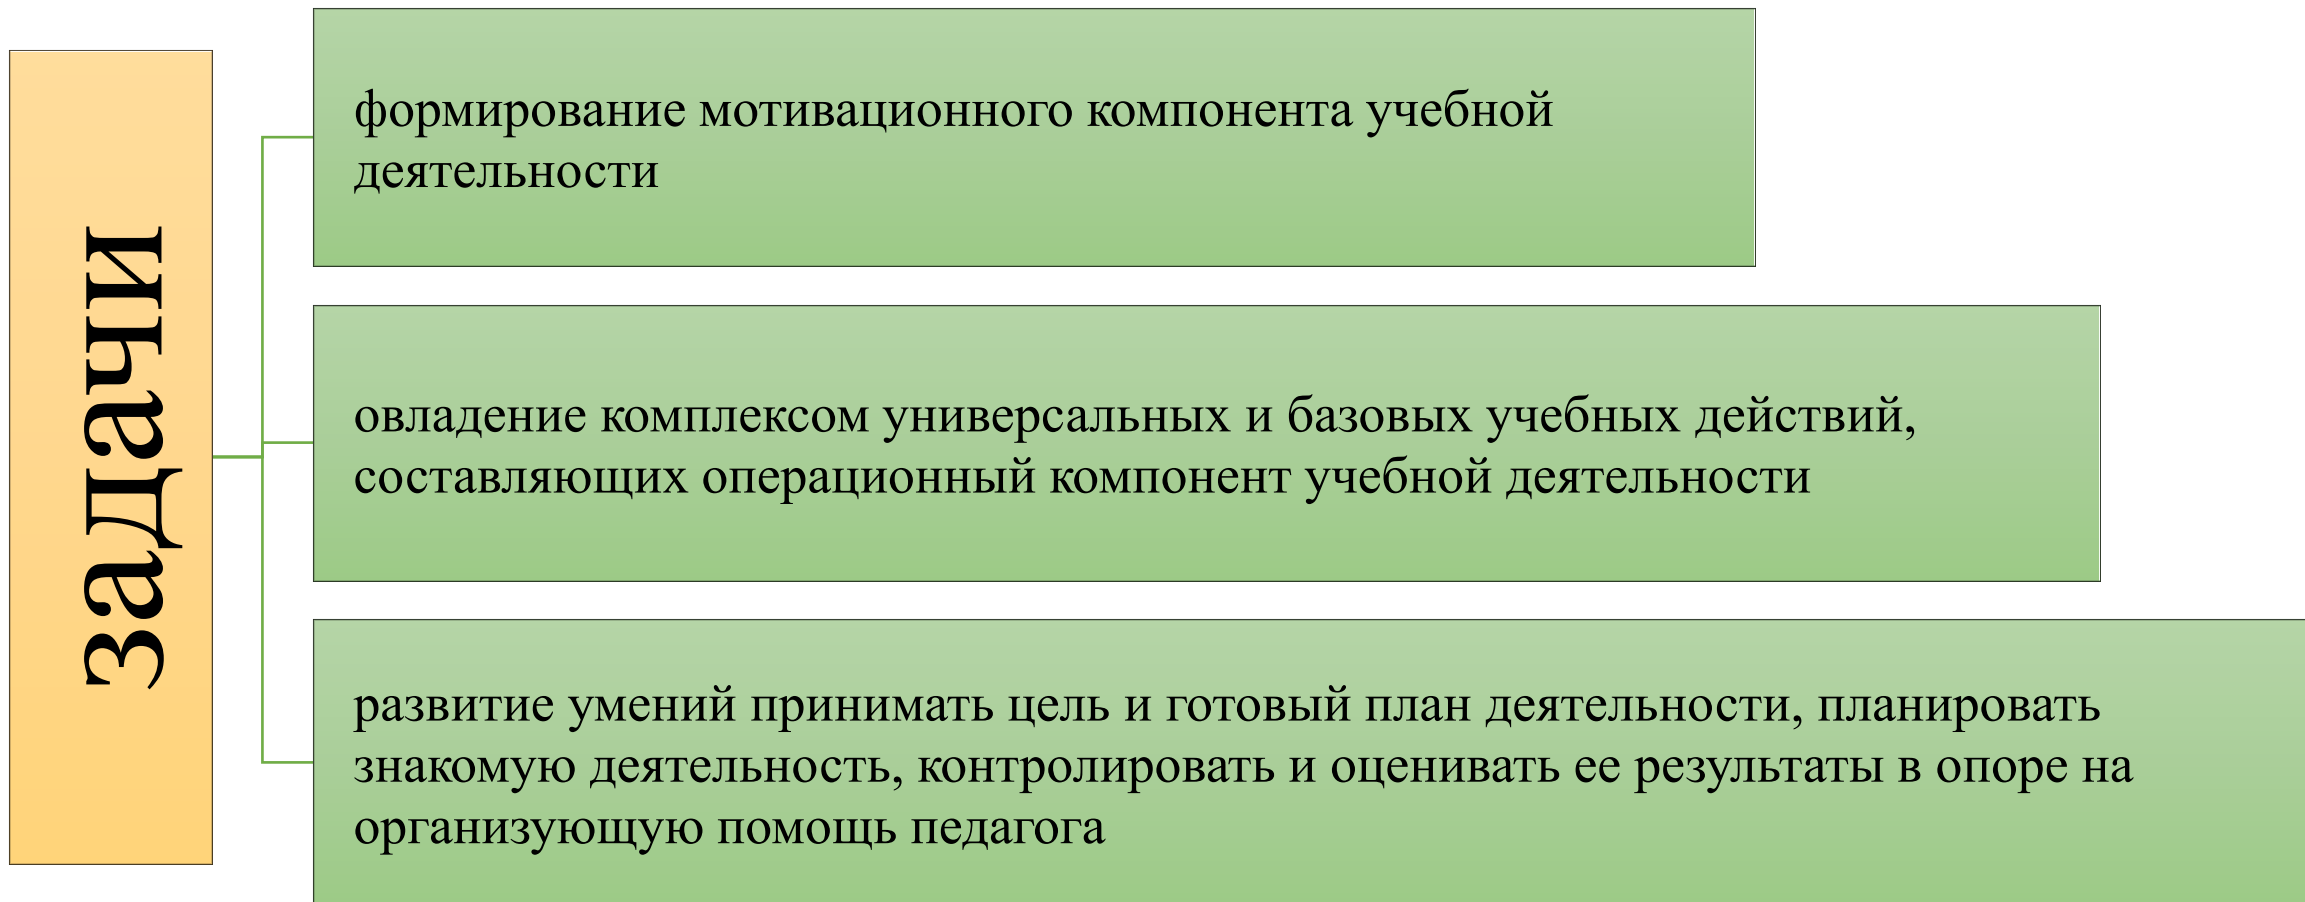 задачи
формирование мотивационного компонента учебной
деятельности
овладение комплексом универсальных и базовых учебных действий,
составляющих операционный компонент учебной деятельности
развитие умений принимать цель и готовый план деятельности, планировать
знакомую деятельность, контролировать и оценивать ее результаты в опоре на
организующую помощь педагога